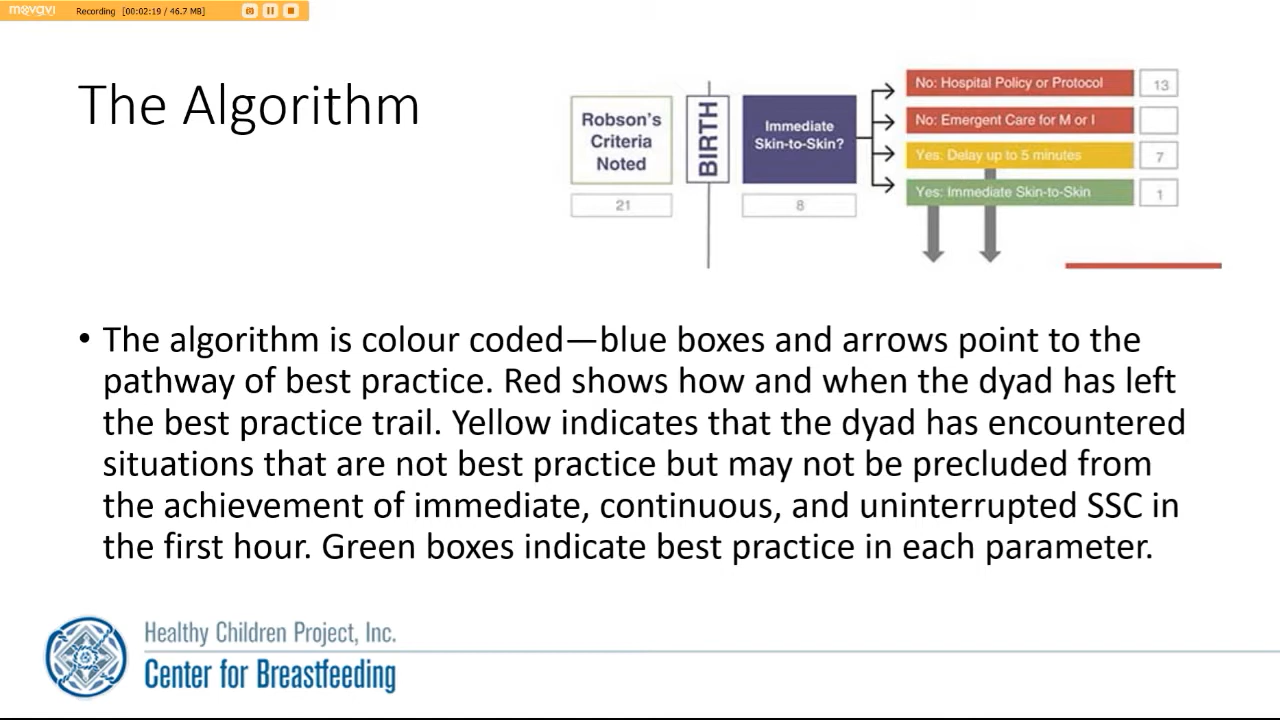 movavi
Recording [00:02:19 / 46.7 MB]
The Algorithm
Robson's
Criteria
Noted
21
BIRTH
Immediate
Skin-to-Skin?
8
No: Hospital Policy or Protocol
13
No: Emergent Care for M or I
Yes: Delay up to 5 minutes
7
Yes: Immediate Skin-to-Skin
1
• The algorithm is colour coded—blue boxes and arrows point to the
pathway of best practice. Red shows how and when the dyad has left
the best practice trail. Yellow indicates that the dyad has encountered
situations that are not best practice but may not be precluded from
the achievement of immediate, continuous, and uninterrupted SSC in
the first hour. Green boxes indicate best practice in each parameter.
Healthy Children Project, Inc.
Center for Breastfeeding